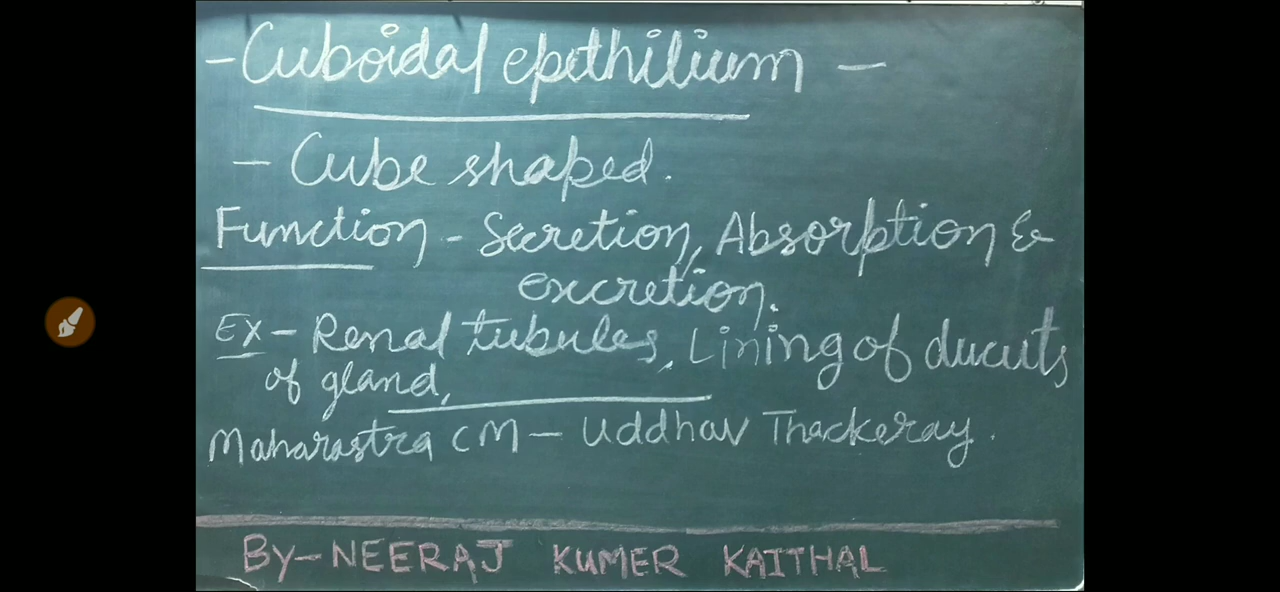 - Cuboidal epithilium -
- Cube shaped.
Function - Secretion, Absorption &
excretion.
Ex - Renal tubules, Lining of ducuts
of gland,
Maharastra CM - Uddhav Thackeray.
By-NEERAJ KUMER KAITHAL